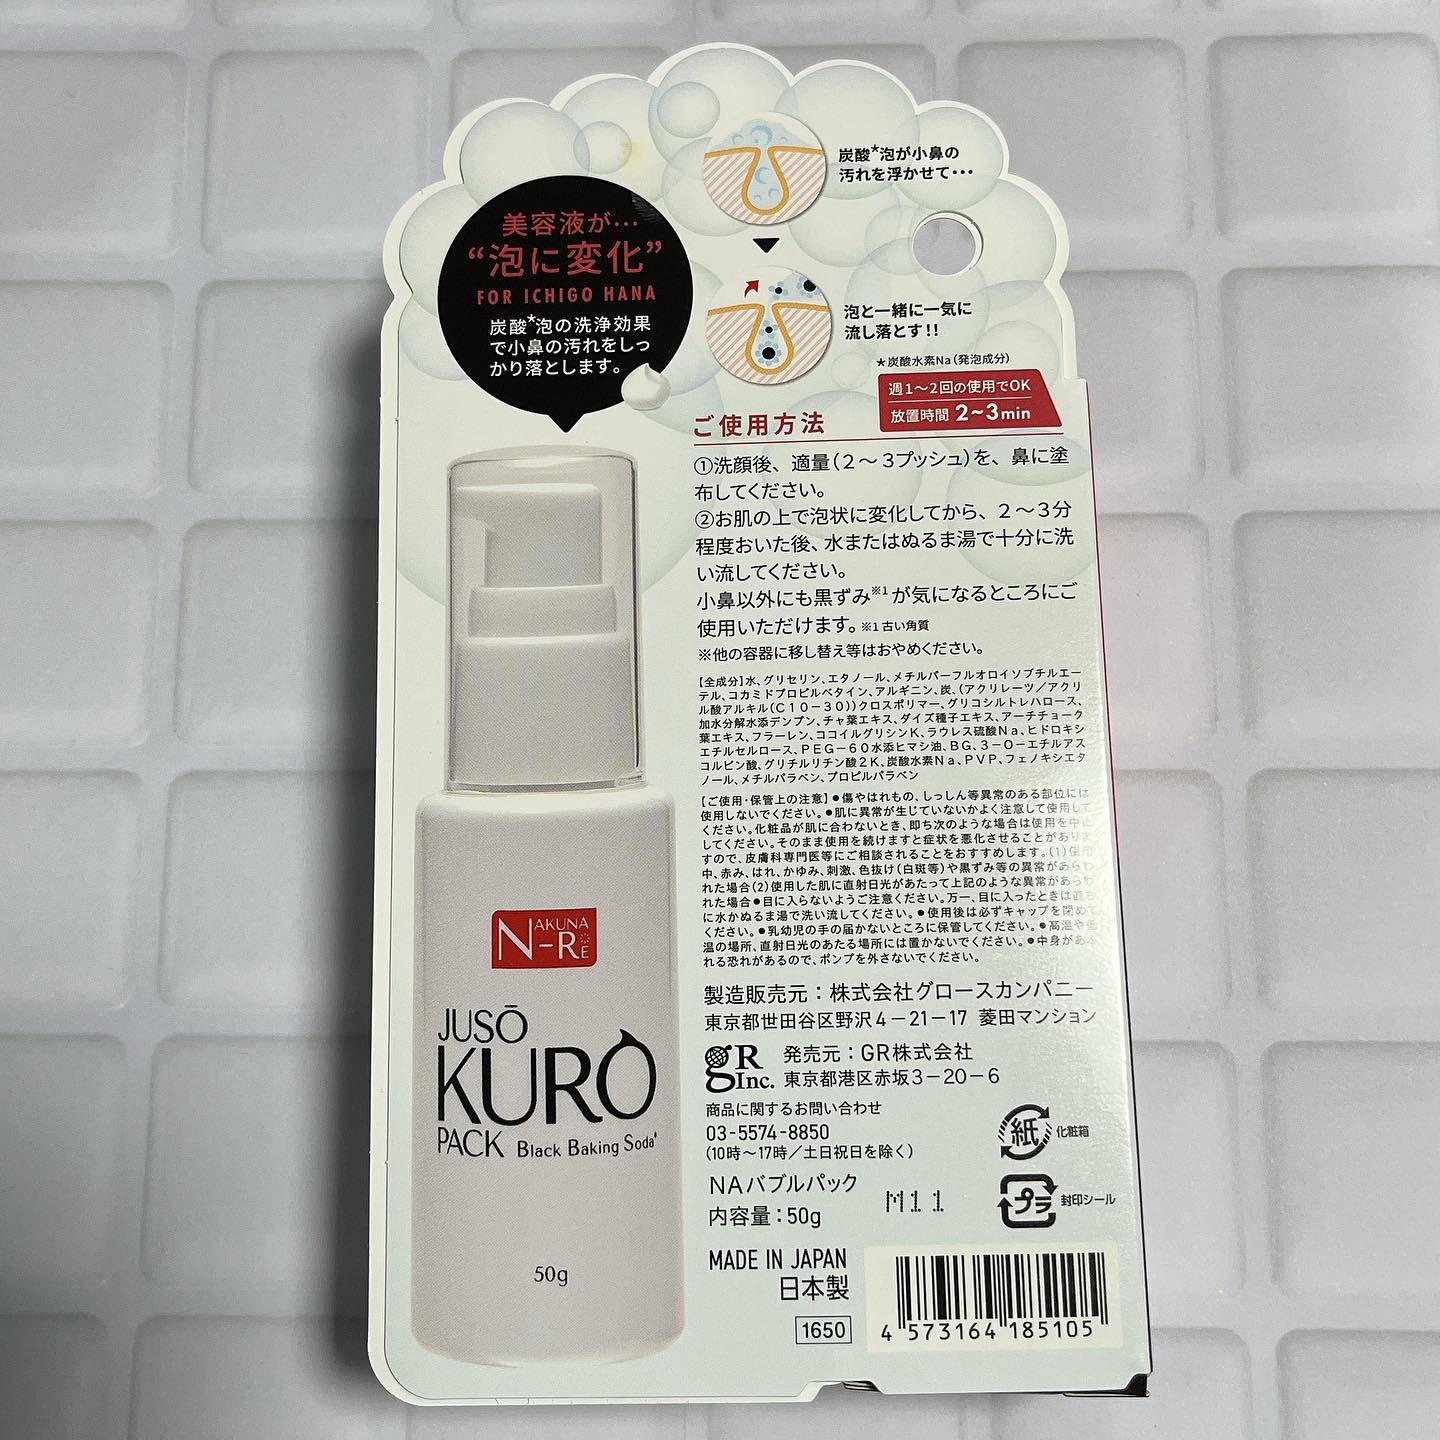 炭酸*泡が小鼻の
汚れを浮かせて・・・
美容液が…
“泡に変化”
FOR ICHIGO HANA
炭酸*泡の洗浄効果
で小鼻の汚れをしっ
かり落とします。
泡と一緒に一気に
流し落とす!!
*炭酸水素Na(発泡成分)
週1～2回の使用でOK
放置時間 2~3min
ご使用方法
①洗顔後、適量(2～3プッシュ)を、鼻に塗
布してください。
②お肌の上で泡状に変化してから、2～3分
程度おいた後、水またはぬるま湯で十分に洗
い流してください。
小鼻以外にも黒ずみ※1が気になるところにご
使用いただけます。※1古い角質
※他の容器に移し替え等はおやめください。
【全成分】水、グリセリン、エタノール、メチルパーフルオロイソブチルエー
テル、コカミドプロピルベタイン、アルギニン、炭、(アクリレーツ/アクリ
ル酸アルキル(C10-30))クロスポリマー、グリコシルトレハロース、
加水分解水添デンプン、チャ葉エキス、ダイズ種子エキス、アーチチョーク
葉エキス、フラーレン、ココイルグリシンK、ラウレス硫酸Na、ヒドロキシ
エチルセルロース、PEG-60水添ヒマシ油、BG、3-O-エチルアス
コルビン酸、グリチルリチン酸2K、炭酸水素Na、PVP、フェノキシエタ
ノール、メチルパラベン、プロピルパラベン
【ご使用・保管上の注意】●傷やはれもの、しっしん等異常のある部位には
使用しないでください。●肌に異常が生じていないかよく注意して使用して
ください。化粧品が肌に合わないとき、即ち次のような場合は使用を中止
してください。そのまま使用を続けますと症状を悪化させることがありま
すので、皮膚科専門医等にご相談されることをおすすめします。(1)使用
中、赤み、はれ、かゆみ、刺激、色抜け(白斑等)や黒ずみ等の異常があらわ
れた場合(2)使用した肌に直射日光があたって上記のような異常があらわ
れた場合●目に入らないようご注意ください。万一、目に入ったときは直ち
に水かぬるま湯で洗い流してください。●使用後は必ずキャップを閉めて
ください。●乳幼児の手の届かないところに保管してください。●高温や低
温の場所、直射日光のあたる場所には置かないでください。●中身があふ
れる恐れがあるので、ポンプを外さないでください。
N-AKUNA RE
JUSŌ
KURO
PACK Black Baking Soda
50g
製造販売元:株式会社グロースカンパニー
東京都世田谷区野沢4-21-17 菱田マンション
gR Inc.
発売元:GR株式会社
東京都港区赤坂3-20-6
商品に関するお問い合わせ
03-5574-8850
(10時～17時/土日祝日を除く)
紙 化粧箱
NAバブルパック
M11
内容量:50g
プラ 封印シール
MADE IN JAPAN
日本製
1650
4 573164 185105